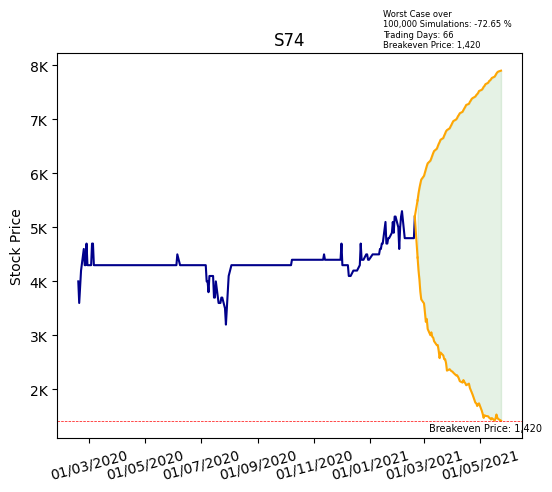 Worst Case over
100,000 Simulations: -72.65 %
Trading Days: 66
Breakeven Price: 1,420
S74
Stock Price
8K
7K
6K
5K
4K
3K
2K
Breakeven Price: 1,420
01/03/2020 01/05/2020 01/07/2020 01/09/2020 01/11/2020 01/01/2021 01/03/2021 01/05/2021